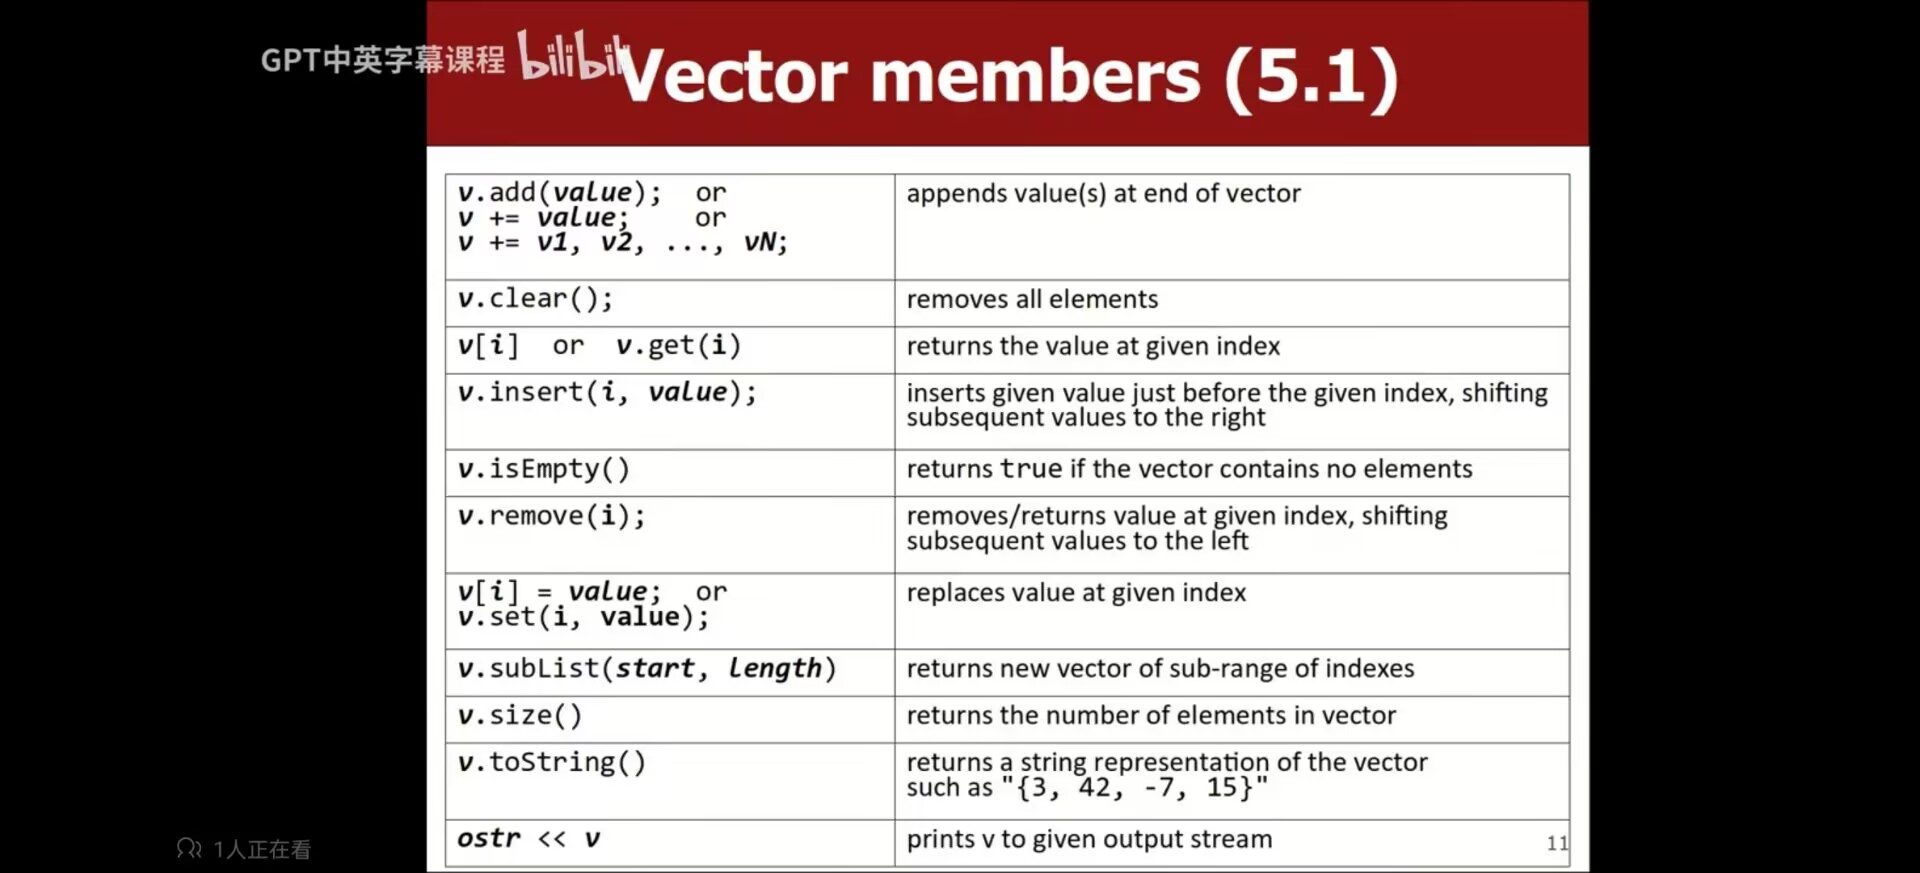 GPT中英字幕课程 bilibili
Vector members (5.1)
v.add(value); or
v += value; or
v += v1, v2, ..., vN;
appends value(s) at end of vector
v.clear();
removes all elements
v[i] or v.get(i)
returns the value at given index
v.insert(i, value);
inserts given value just before the given index, shifting
subsequent values to the right
v.isEmpty()
returns true if the vector contains no elements
v.remove(i);
removes/returns value at given index, shifting
subsequent values to the left
v[i] = value; or
v.set(i, value);
replaces value at given index
v.subList(start, length)
returns new vector of sub-range of indexes
v.size()
returns the number of elements in vector
v.toString()
returns a string representation of the vector
such as "{3, 42, -7, 15}"
ostr << v
prints v to given output stream
11
1人正在看